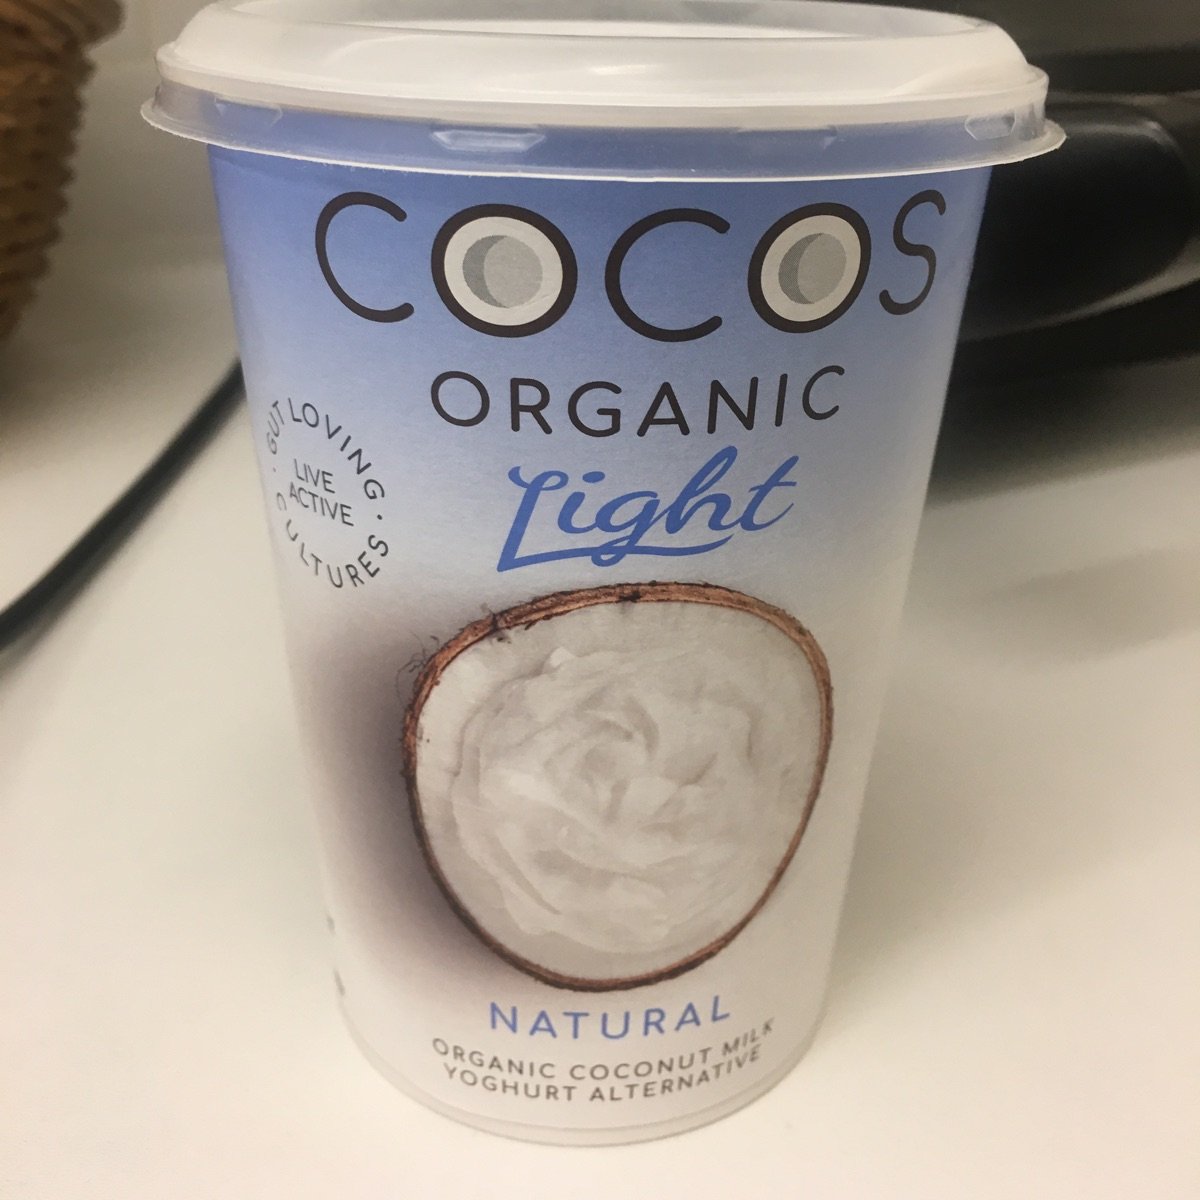 COCOS
ORGANIC
Light
· GUT LOVING ·
LIVE
ACTIVE
CULTURES
NATURAL
ORGANIC COCONUT MILK
YOGHURT ALTERNATIVE